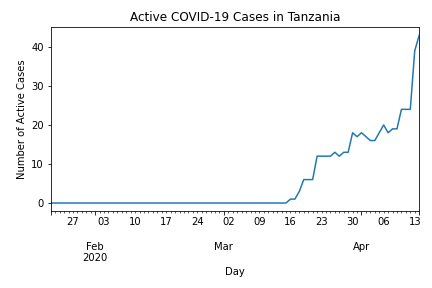 Active COVID-19 Cases in Tanzania
Number of Active Cases
40
30
20
10
0
27 03 10 17 24 02 09 16 23 30 06 13
Feb Mar Apr
2020
Day